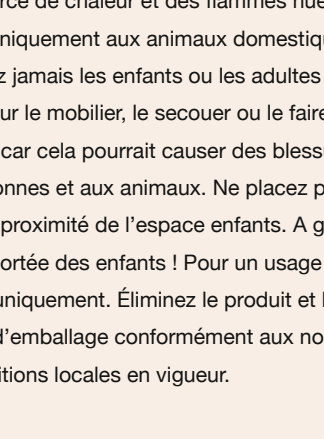 rce de chaleur et des flammes nue
niquement aux animaux domestiqu
z jamais les enfants ou les adultes
ur le mobilier, le secouer ou le faire
car cela pourrait causer des bless
onnes et aux animaux. Ne placez p
proximité de l’espace enfants. A g
ortée des enfants ! Pour un usage
uniquement. Éliminez le produit et l
d’emballage conformément aux no
itions locales en vigueur.